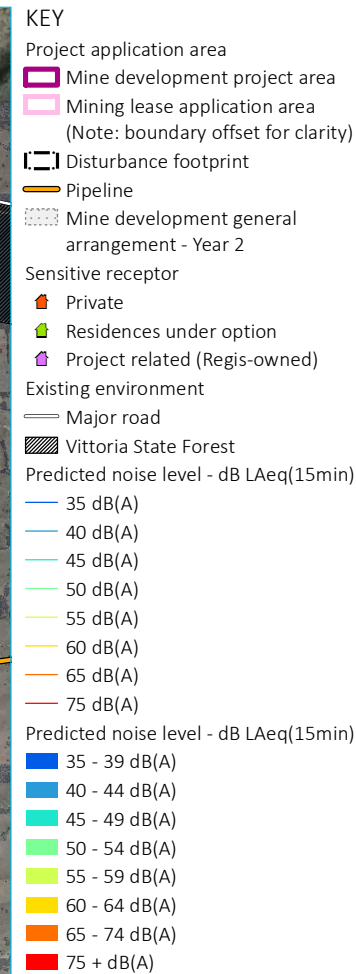 KEY
Project application area
Mine development project area
Mining lease application area
(Note: boundary offset for clarity)
Disturbance footprint
Pipeline
Mine development general
arrangement - Year 2
Sensitive receptor
Private
Residences under option
Project related (Regis-owned)
Existing environment
Major road
Vittoria State Forest
Predicted noise level - dB LAeq(15min)
35 dB(A)
40 dB(A)
45 dB(A)
50 dB(A)
55 dB(A)
60 dB(A)
65 dB(A)
75 dB(A)
Predicted noise level - dB LAeq(15min)
35 - 39 dB(A)
40 - 44 dB(A)
45 - 49 dB(A)
50 - 54 dB(A)
55 - 59 dB(A)
60 - 64 dB(A)
65 - 74 dB(A)
75 + dB(A)